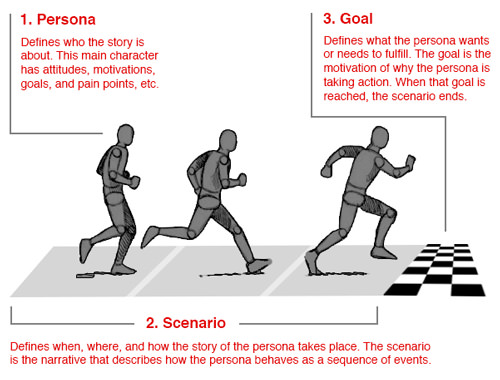 1. Persona
Defines who the story is
about. This main character
has attitudes, motivations,
goals, and pain points, etc.
3. Goal
Defines what the persona wants
or needs to fulfill. The goal is the
motivation of why the persona is
taking action. When that goal is
reached, the scenario ends.
2. Scenario
Defines when, where, and how the story of the persona takes place. The scenario
is the narrative that describes how the persona behaves as a sequence of events.